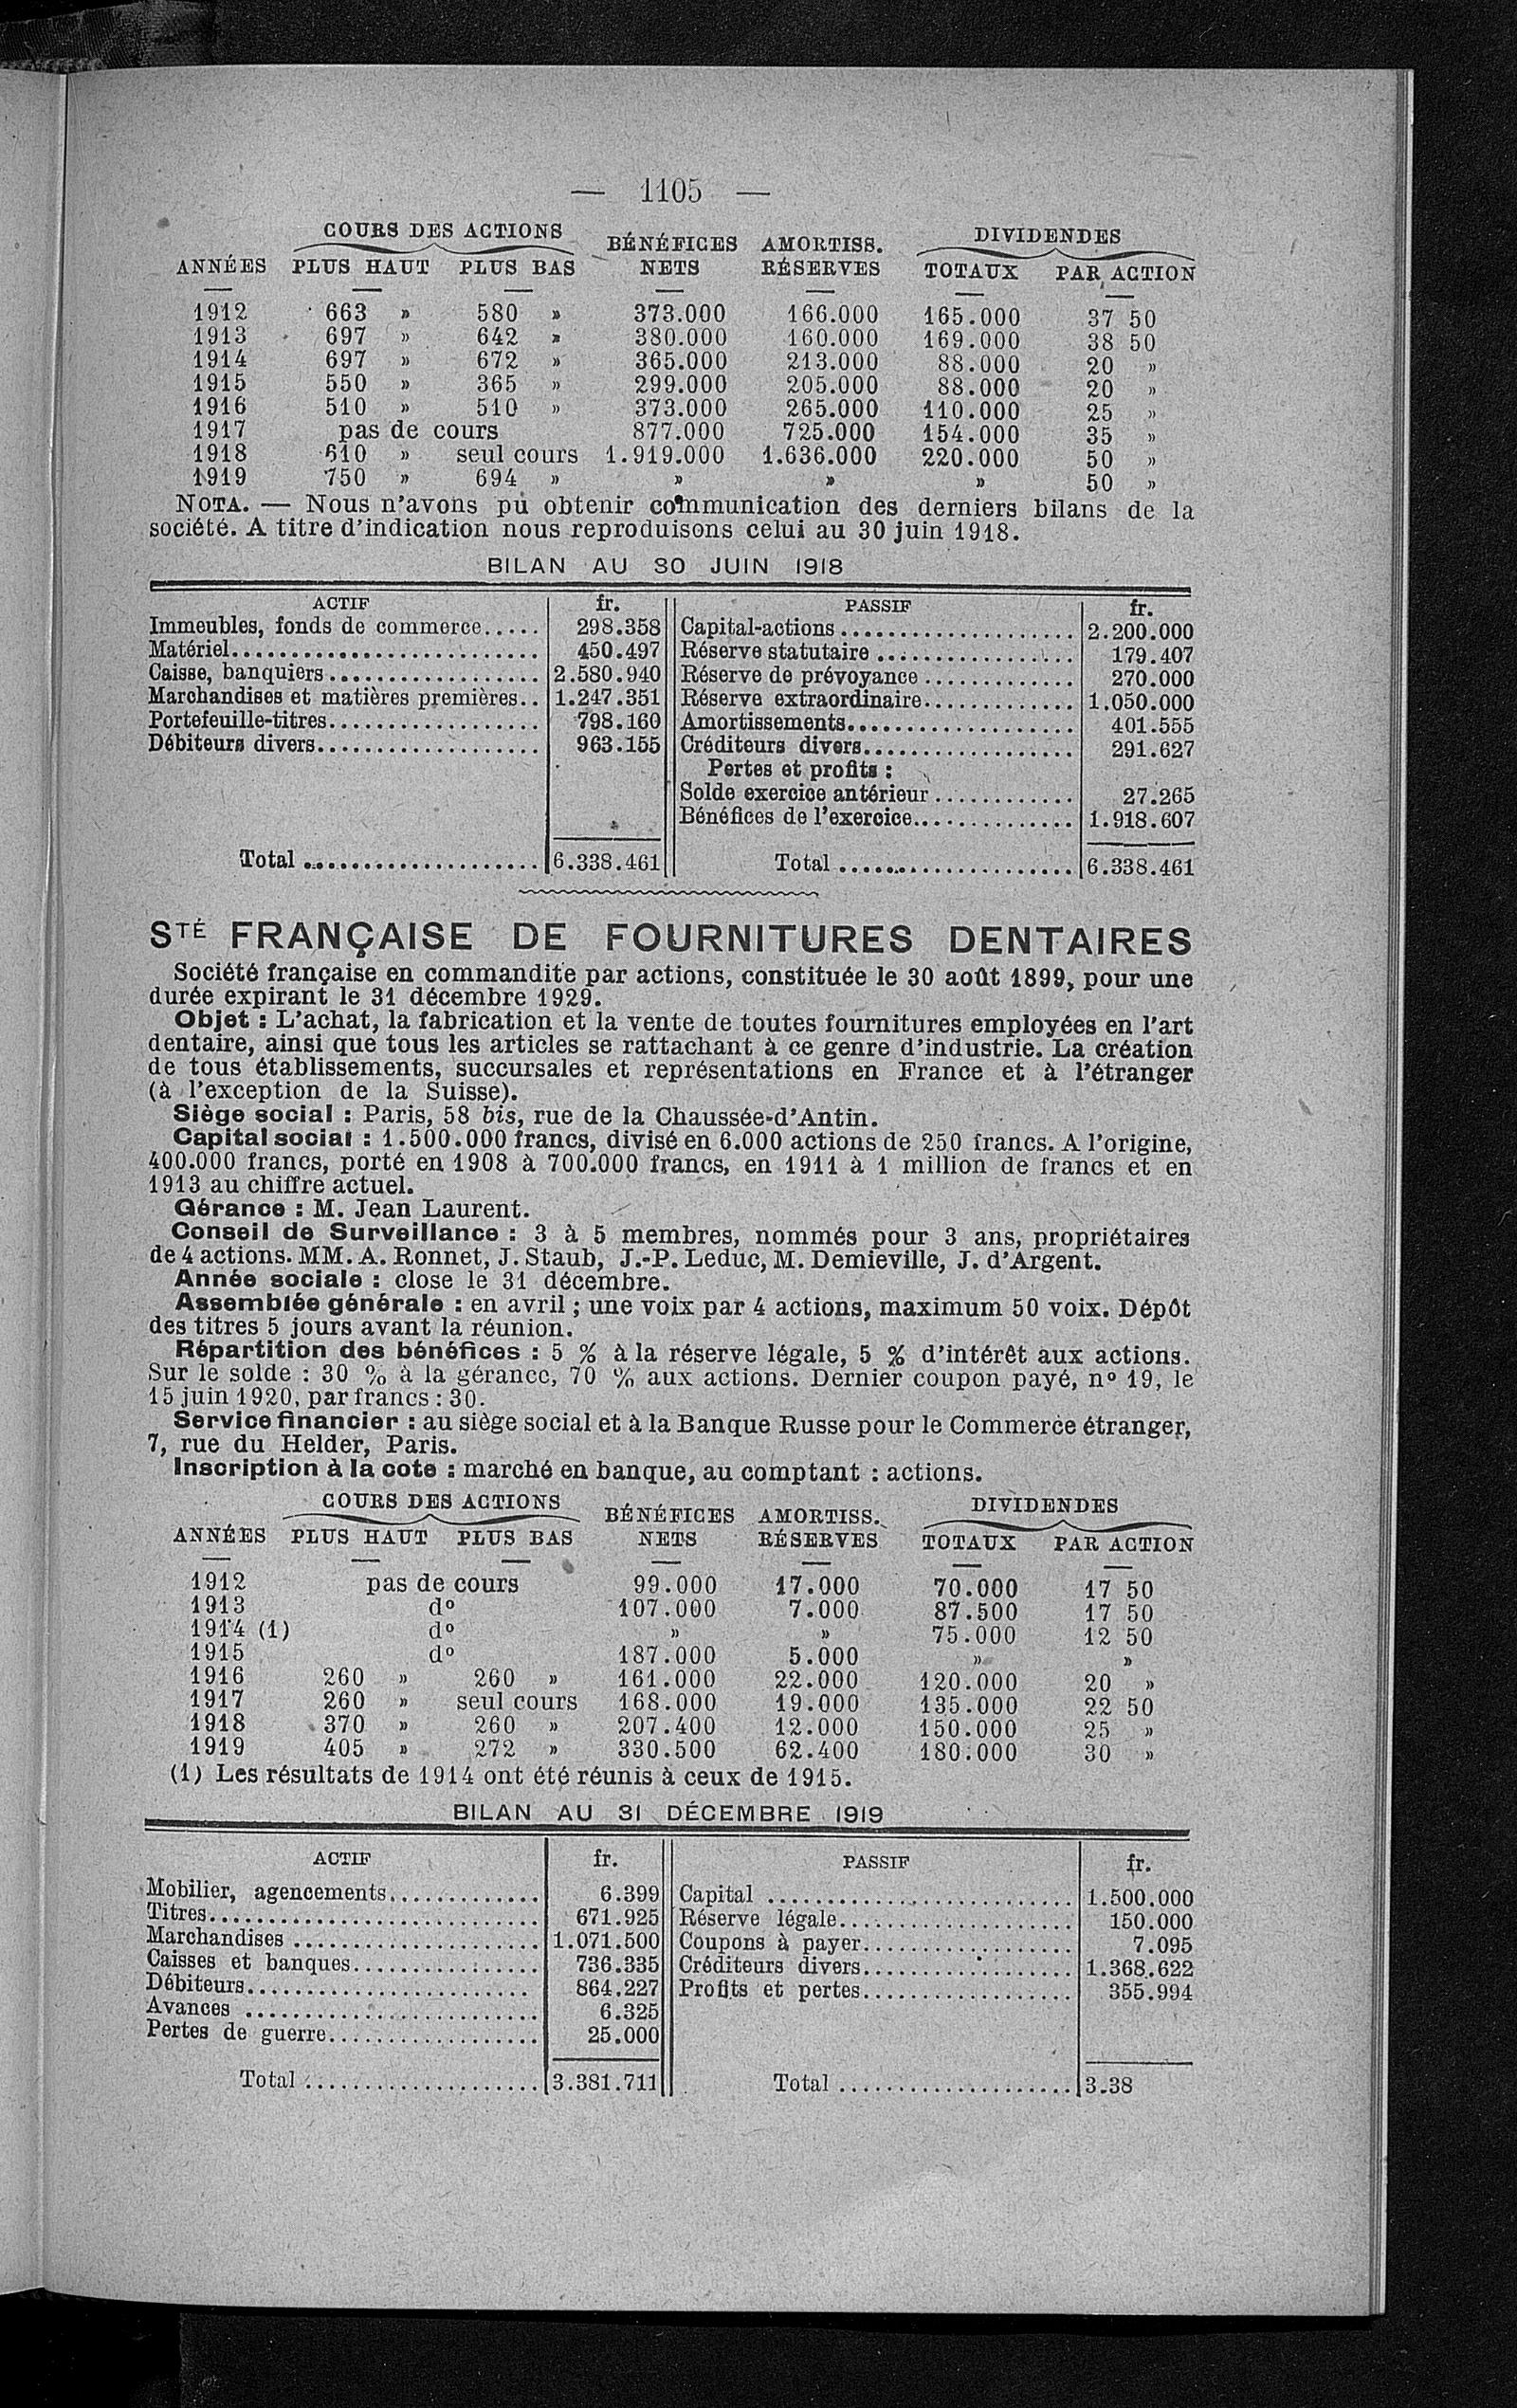 — 1105 —
COURS DES ACTIONS BÉNÉFICES AMORTISS. DIVIDENDES
ANNÉES PLUS HAUT PLUS BAS NETS RÉSERVES TOTAUX PAR ACTION
1912 663 » 580 » 373.000 166.000 165.000 37 50
1913 697 » 642 » 380.000 160.000 169.000 38 50
1914 697 » 672 » 365.000 213.000 88.000 20 »
1915 550 » 365 » 299.000 205.000 88.000 20 »
1916 510 » 510 » 373.000 265.000 110.000 25 »
1917 pas de cours 877.000 725.000 154.000 35 »
1918 610 » seul cours 1.919.000 1.636.000 220.000 50 »
1919 750 » 694 » » » » 50 »
NOTA. — Nous n'avons pu obtenir communication des derniers bilans de la
société. A titre d'indication nous reproduisons celui au 30 juin 1918.
BILAN AU 30 JUIN 1918
ACTIF fr. PASSIF fr.
Immeubles, fonds de commerce..... 298.358 Capital-actions .................... 2.200.000
Matériel.......................... 450.497 Réserve statutaire ................. 179.407
Caisse, banquiers .................. 2.580.940 Réserve de prévoyance ............. 270.000
Marchandises et matières premières.. 1.247.351 Réserve extraordinaire............. 1.050.000
Portefeuille-titres.................. 798.160 Amortissements.................... 401.555
Débiteurs divers................... 963.155 Créditeurs divers.................. 291.627
Pertes et profits :
Solde exercice antérieur ............ 27.265
Bénéfices de l'exercice.............. 1.918.607
Total .................... 6.338.461 Total .................... 6.338.461
STÉ FRANÇAISE DE FOURNITURES DENTAIRES
Société française en commandite par actions, constituée le 30 août 1899, pour une
durée expirant le 31 décembre 1929.
Objet : L'achat, la fabrication et la vente de toutes fournitures employées en l'art
dentaire, ainsi que tous les articles se rattachant à ce genre d'industrie. La création
de tous établissements, succursales et représentations en France et à l'étranger
(à l'exception de la Suisse).
Siège social : Paris, 58 bis, rue de la Chaussée-d'Antin.
Capital social : 1.500.000 francs, divisé en 6.000 actions de 250 francs. A l'origine,
400.000 francs, porté en 1908 à 700.000 francs, en 1911 à 1 million de francs et en
1913 au chiffre actuel.
Gérance : M. Jean Laurent.
Conseil de Surveillance : 3 à 5 membres, nommés pour 3 ans, propriétaires
de 4 actions. MM. A. Ronnet, J. Staub, J.-P. Leduc, M. Demieville, J. d'Argent.
Année sociale : close le 31 décembre.
Assemblée générale : en avril ; une voix par 4 actions, maximum 50 voix. Dépôt
des titres 5 jours avant la réunion.
Répartition des bénéfices : 5 % à la réserve légale, 5 % d'intérêt aux actions.
Sur le solde : 30 % à la gérance, 70 % aux actions. Dernier coupon payé, nº 19, le
15 juin 1920, par francs : 30.
Service financier : au siège social et à la Banque Russe pour le Commerce étranger,
7, rue du Helder, Paris.
Inscription à la cote : marché en banque, au comptant : actions.
COURS DES ACTIONS BÉNÉFICES AMORTISS. DIVIDENDES
ANNÉES PLUS HAUT PLUS BAS NETS RÉSERVES TOTAUX PAR ACTION
1912 pas de cours 99.000 17.000 70.000 17 50
1913 dº 107.000 7.000 87.500 17 50
1914 (1) dº » » 75.000 12 50
1915 dº 187.000 5.000 » »
1916 260 » 260 » 161.000 22.000 120.000 20 »
1917 260 » seul cours 168.000 19.000 135.000 22 50
1918 370 » 260 » 207.400 12.000 150.000 25 »
1919 405 » 272 » 330.500 62.400 180.000 30 »
(1) Les résultats de 1914 ont été réunis à ceux de 1915.
BILAN AU 31 DÉCEMBRE 1919
ACTIF fr. PASSIF fr.
Mobilier, agencements............. 6.399 Capital .......................... 1.500.000
Titres............................ 671.925 Réserve légale.................... 150.000
Marchandises ..................... 1.071.500 Coupons à payer.................. 7.095
Caisses et banques................ 736.335 Créditeurs divers.................. 1.368.622
Débiteurs........................ 864.227 Profits et pertes.................. 355.994
Avances ......................... 6.325
Pertes de guerre.................. 25.000
Total .................... 3.381.711 Total .................... 3.38